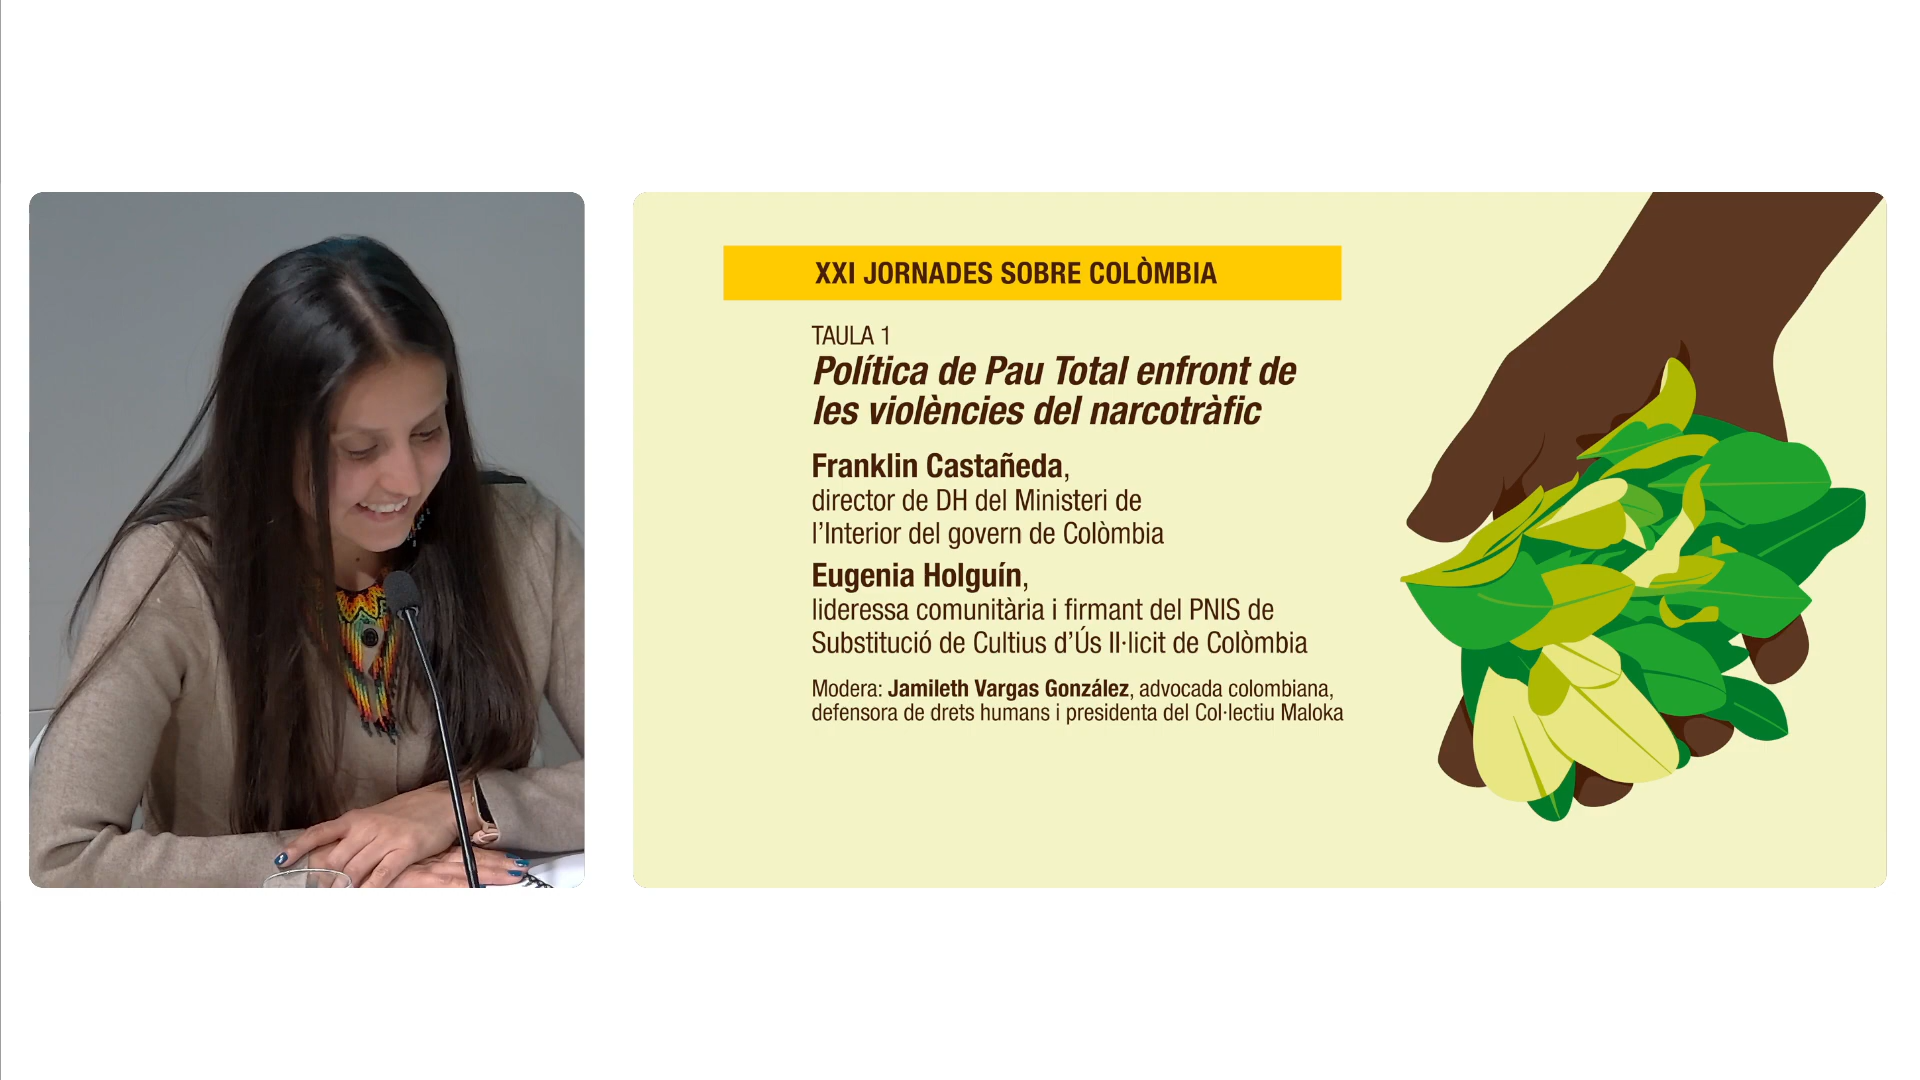 XXI JORNADES SOBRE COLÒMBIA
TAULA 1
Política de Pau Total enfront de
les violències del narcotràfic
Franklin Castañeda,
director de DH del Ministeri de
l’Interior del govern de Colòmbia
Eugenia Holguín,
lideressa comunitària i firmant del PNIS de
Substitució de Cultius d’Ús Il·licit de Colòmbia
Modera: Jamileth Vargas González, advocada colombiana,
defensora de drets humans i presidenta del Col·lectiu Maloka